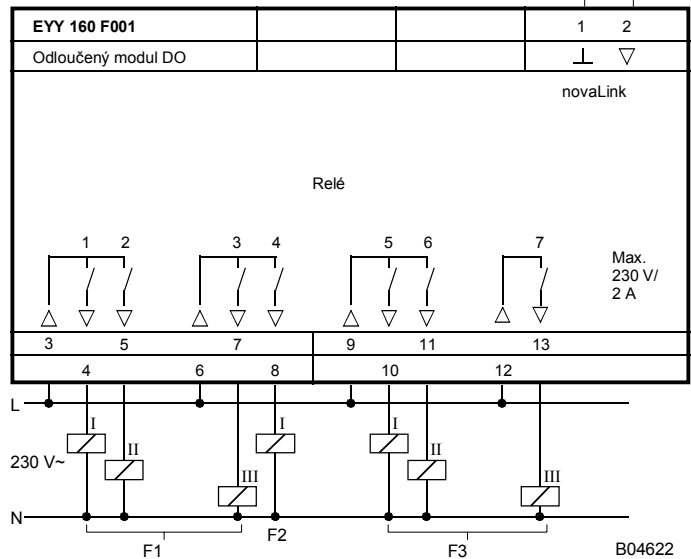 EYY 160 F001 1 2
Odloučený modul DO
novaLink
Relé
1 2 3 4 5 6 7
Max.
230 V/
2 A
3 5 7 9 11 13
4 6 8 10 12
L
I I I
II II
230 V~
III III
N
F1 F2 F3
B04622